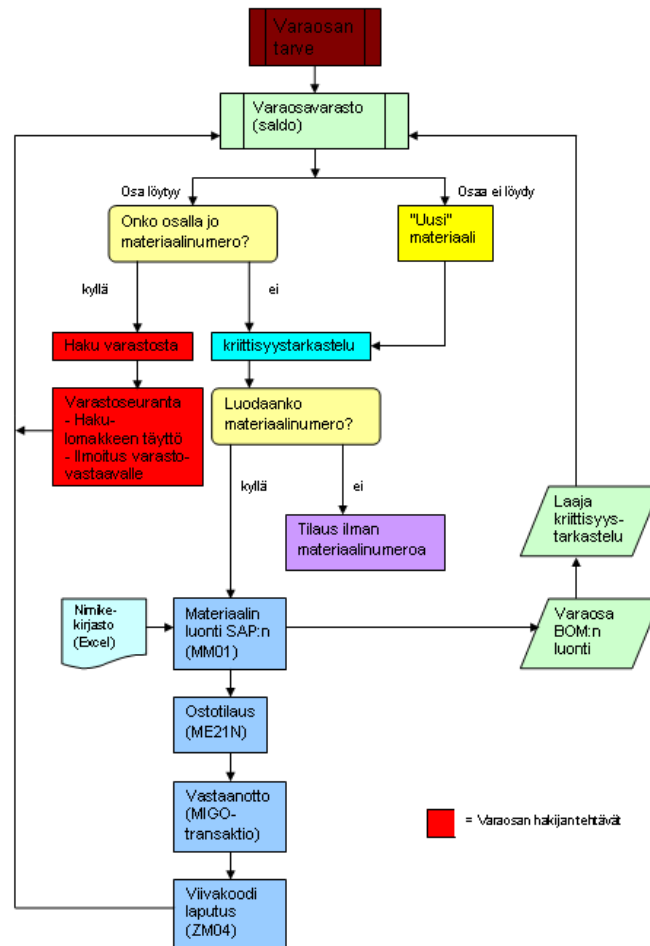 Varaosan
tarve
Varaosavarasto
(saldo)
Osa löytyy
Osaa ei löydy
Onko osalla jo
materiaalinumero?
"Uusi"
materiaali
kyllä
ei
Haku varastosta
kriittisyystarkastelu
Varastoseuranta
- Haku-
lomakkeen täyttö
- Ilmoitus varasto-
vastaavalle
Luodaanko
materiaalinumero?
kyllä
ei
Tilaus ilman
materiaalinumeroa
Laaja
kriittisyys-
tarkastelu
Nimike-
kirjasto
(Excel)
Materiaalin
luonti SAP:n
(MM01)
Varaosa
BOM:n
luonti
Ostotilaus
(ME21N)
Vastaanotto
(MIGO-
transaktio)
= Varaosan hakijan tehtävät
Viivakoodi
laputus
(ZM04)